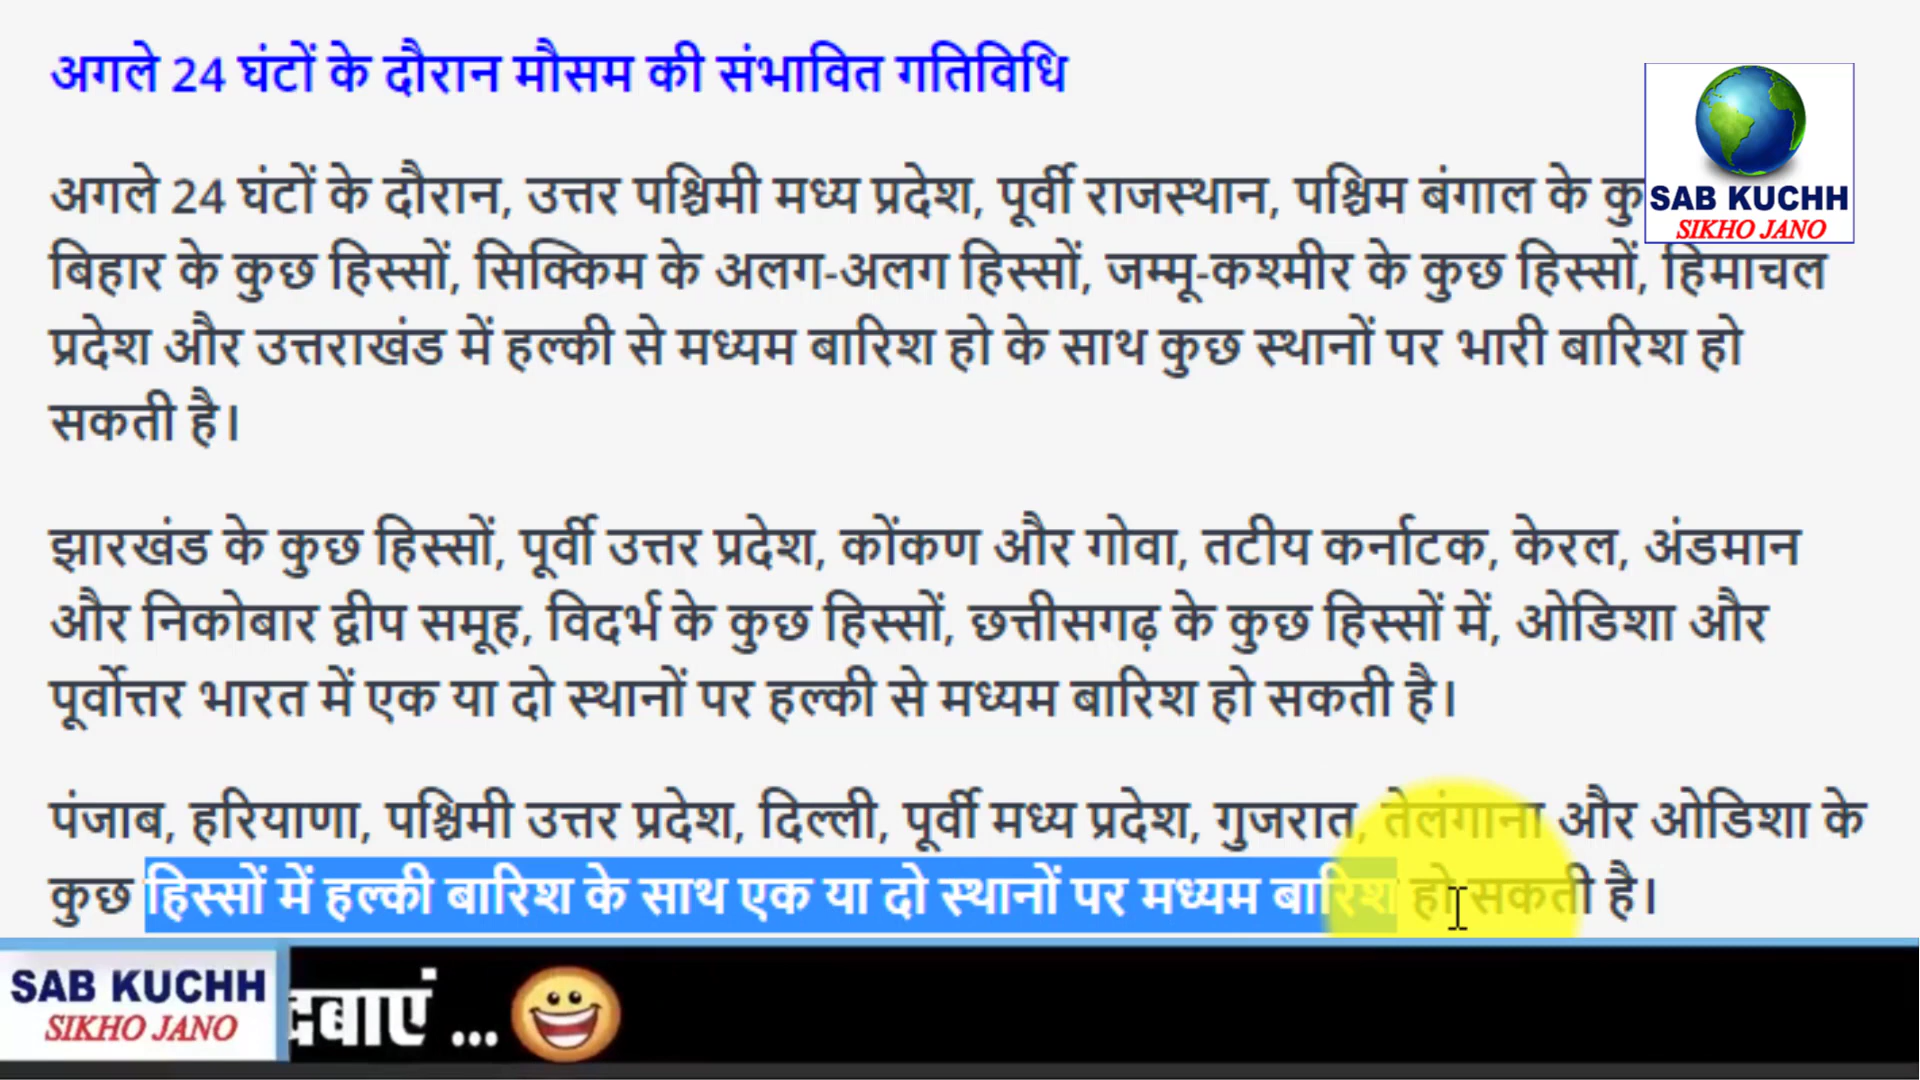 अगले 24 घंटों के दौरान मौसम की संभावित गतिविधि
अगले 24 घंटों के दौरान, उत्तर पश्चिमी मध्य प्रदेश, पूर्वी राजस्थान, पश्चिम बंगाल के
SAB KUCHH
SIKHO JANO
बिहार के कुछ हिस्सों, सिक्किम के अलग-अलग हिस्सों, जम्मू-कश्मीर के कुछ हिस्सों, हिमाचल
प्रदेश और उत्तराखंड में हल्की से मध्यम बारिश हो के साथ कुछ स्थानों पर भारी बारिश हो
सकती है।
झारखंड के कुछ हिस्सों, पूर्वी उत्तर प्रदेश, कोंकण और गोवा, तटीय कर्नाटक, केरल, अंडमान
और निकोबार द्वीप समूह, विदर्भ के कुछ हिस्सों, छत्तीसगढ़ के कुछ हिस्सों में, ओडिशा और
पूर्वोत्तर भारत में एक या दो स्थानों पर हल्की से मध्यम बारिश हो सकती है।
पंजाब, हरियाणा, पश्चिमी उत्तर प्रदेश, दिल्ली, पूर्वी मध्य प्रदेश, गुजरात, तेलंगाना और ओडिशा के
कुछ हिस्सों में हल्की बारिश के साथ एक या दो स्थानों पर मध्यम बारिश हो सकती है।
SAB KUCHH
SIKHO JANO
दबाएं ...